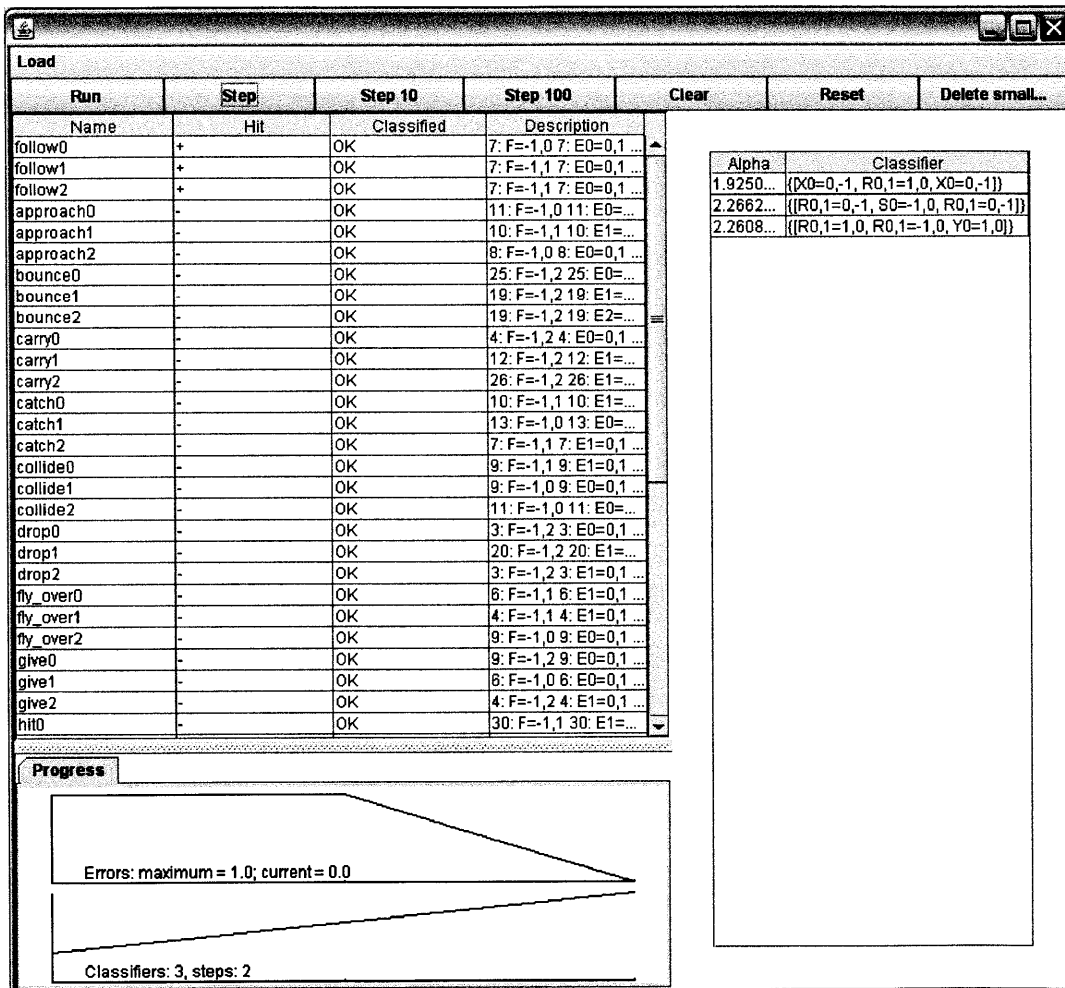 Load
Run Step Step 10 Step 100 Clear Reset Delete small...
Name Hit Classified Description
follow0 + OK 7: F=-1,0 7: E0=0,1 ...
follow1 + OK 7: F=-1,1 7: E0=0,1 ...
follow2 + OK 7: F=-1,1 7: E0=0,1 ...
approach0 - OK 11: F=-1,0 11: E0=...
approach1 - OK 10: F=-1,1 10: E1=...
approach2 - OK 8: F=-1,0 8: E0=0,1 ...
bounce0 - OK 25: F=-1,2 25: E0=...
bounce1 - OK 19: F=-1,2 19: E1=...
bounce2 - OK 19: F=-1,2 19: E2=...
carry0 - OK 4: F=-1,2 4: E0=0,1 ...
carry1 - OK 12: F=-1,2 12: E1=...
carry2 - OK 26: F=-1,2 26: E1=...
catch0 - OK 10: F=-1,1 10: E1=...
catch1 - OK 13: F=-1,0 13: E0=...
catch2 - OK 7: F=-1,1 7: E1=0,1 ...
collide0 - OK 9: F=-1,1 9: E1=0,1 ...
collide1 - OK 9: F=-1,0 9: E0=0,1 ...
collide2 - OK 11: F=-1,0 11: E0=...
drop0 - OK 3: F=-1,2 3: E0=0,1 ...
drop1 - OK 20: F=-1,2 20: E1=...
drop2 - OK 3: F=-1,2 3: E1=0,1 ...
fly_over0 - OK 6: F=-1,1 6: E1=0,1 ...
fly_over1 - OK 4: F=-1,1 4: E1=0,1 ...
fly_over2 - OK 9: F=-1,0 9: E0=0,1 ...
give0 - OK 9: F=-1,2 9: E0=0,1 ...
give1 - OK 6: F=-1,0 6: E0=0,1 ...
give2 - OK 4: F=-1,2 4: E1=0,1 ...
hit0 - OK 30: F=-1,1 30: E1=...
Alpha Classifier
1.9250... {[X0=0,-1, R0,1=1,0, X0=0,-1]}
2.2662... {[R0,1=0,-1, S0=-1,0, R0,1=0,-1]}
2.2608... {[R0,1=1,0, R0,1=-1,0, Y0=1,0]}
Progress
Errors: maximum = 1.0; current = 0.0
Classifiers: 3, steps: 2